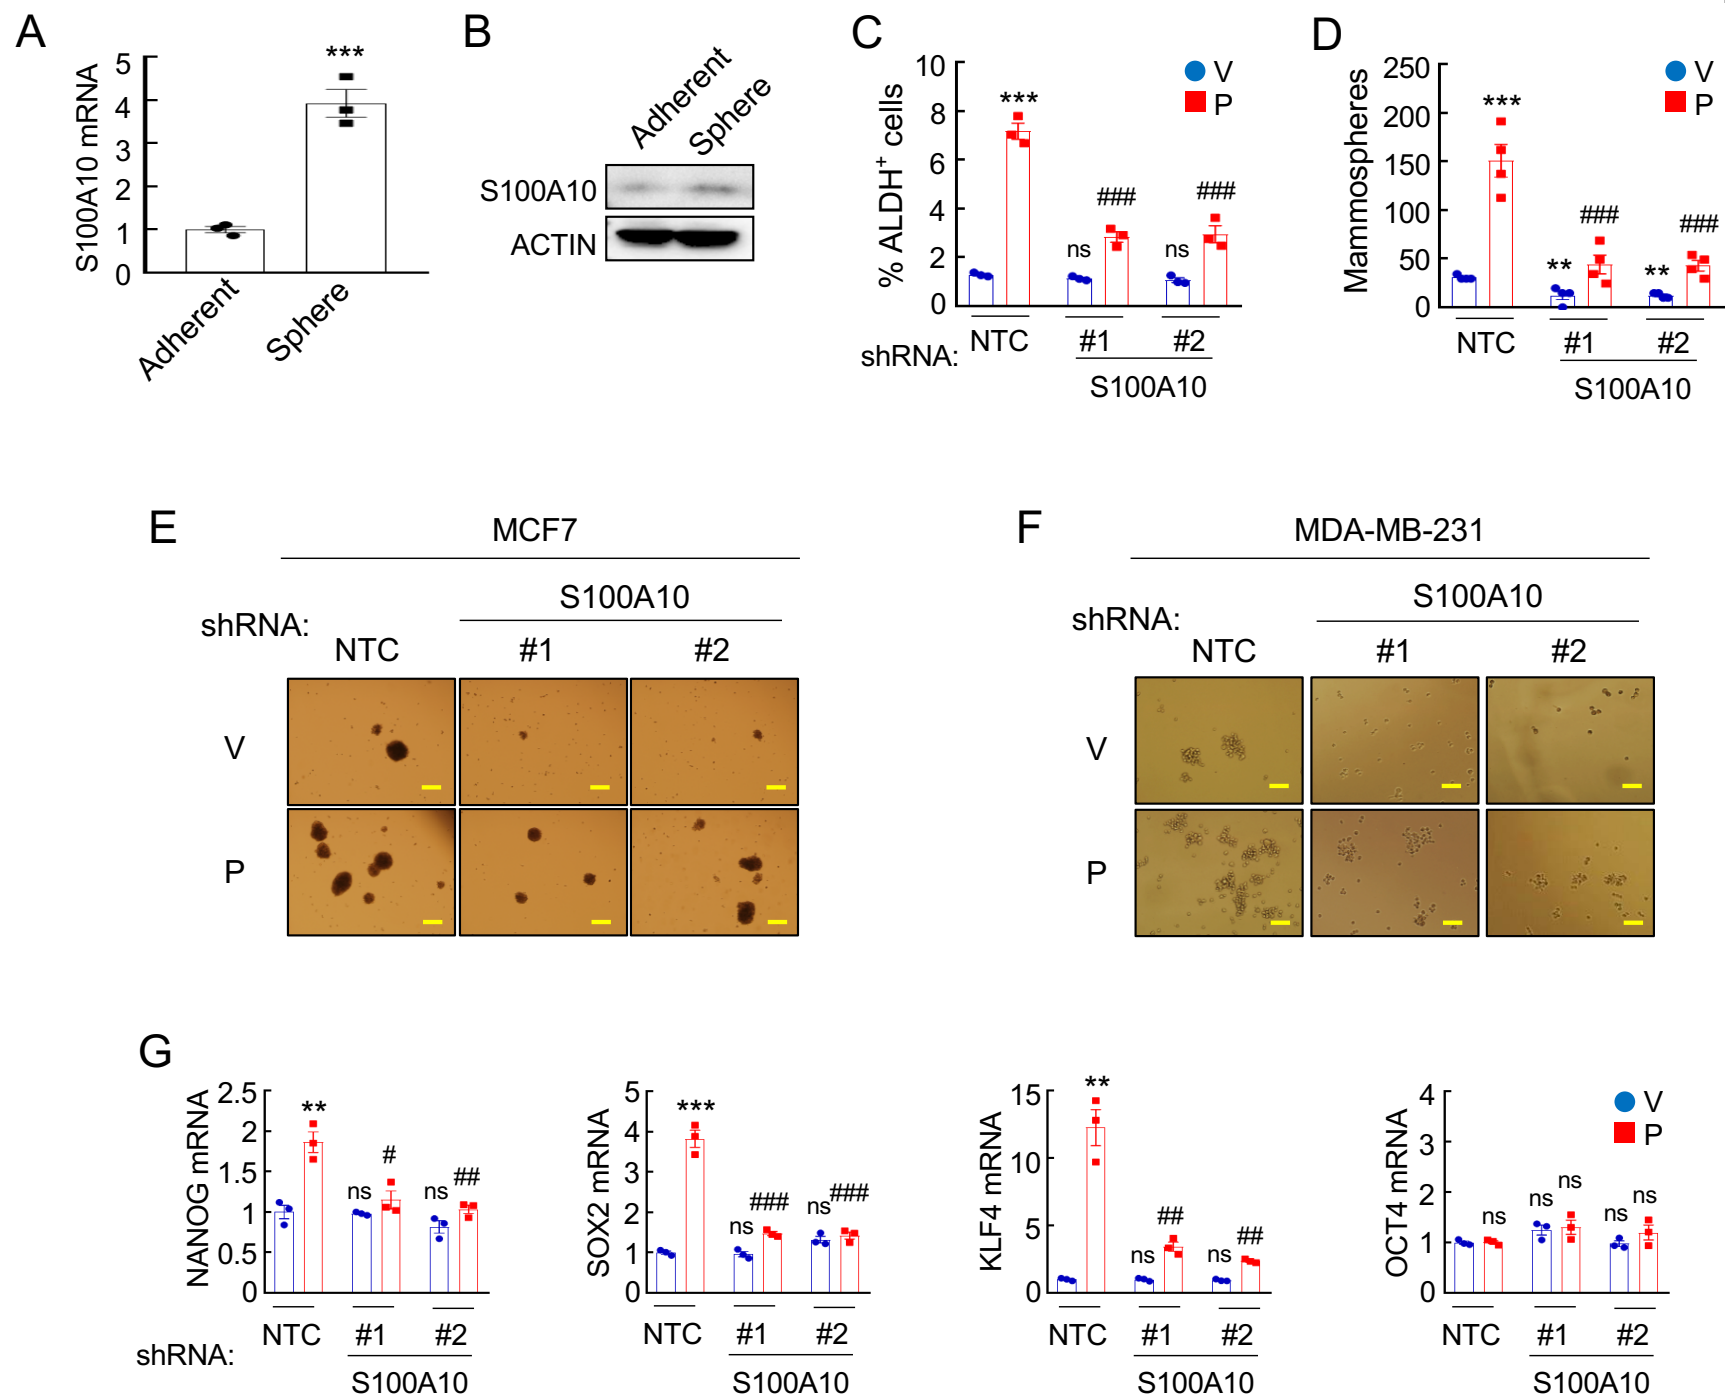 A
S100A10 mRNA
5
4
3
2
1
0
***
Adherent
Sphere
B
Adherent
Sphere
S100A10
ACTIN
C
% ALDH+ cells
10
8
6
4
2
0
V
P
***
ns
###
ns
###
shRNA:
NTC
#1
#2
S100A10
D
Mammospheres
250
200
150
100
50
0
V
P
***
**
###
**
###
NTC
#1
#2
S100A10
E
MCF7
S100A10
shRNA:
NTC
#1
#2
V
P
F
MDA-MB-231
S100A10
shRNA:
NTC
#1
#2
V
P
G
NANOG mRNA
2.5
2
1.5
1
0.5
0
**
ns
#
ns
##
shRNA:
NTC
#1
#2
S100A10
SOX2 mRNA
5
4
3
2
1
0
***
ns
###
ns
###
NTC
#1
#2
S100A10
KLF4 mRNA
15
10
5
0
**
ns
##
ns
##
NTC
#1
#2
S100A10
OCT4 mRNA
4
3
2
1
0
V
P
ns
ns
ns
ns
ns
NTC
#1
#2
S100A10